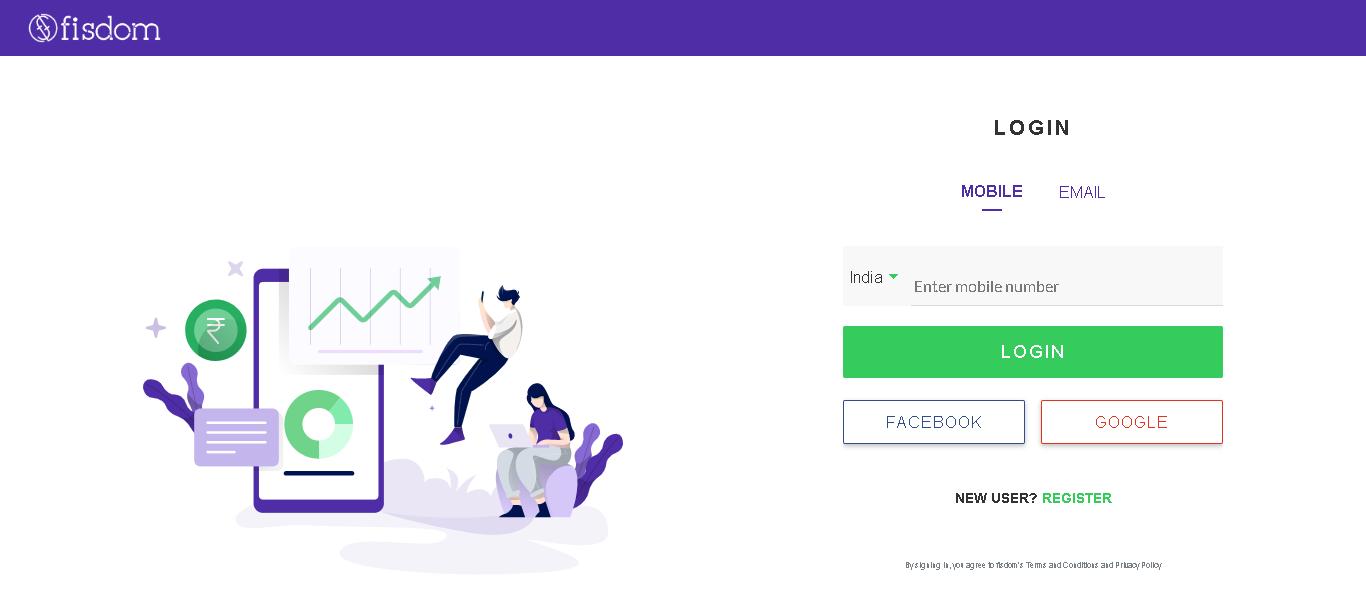 fisdom
LOGIN
MOBILE EMAIL
India Enter mobile number
LOGIN
FACEBOOK GOOGLE
NEW USER? REGISTER
By signing in, you agree to fisdom's Terms and Conditions and Privacy Policy
₹